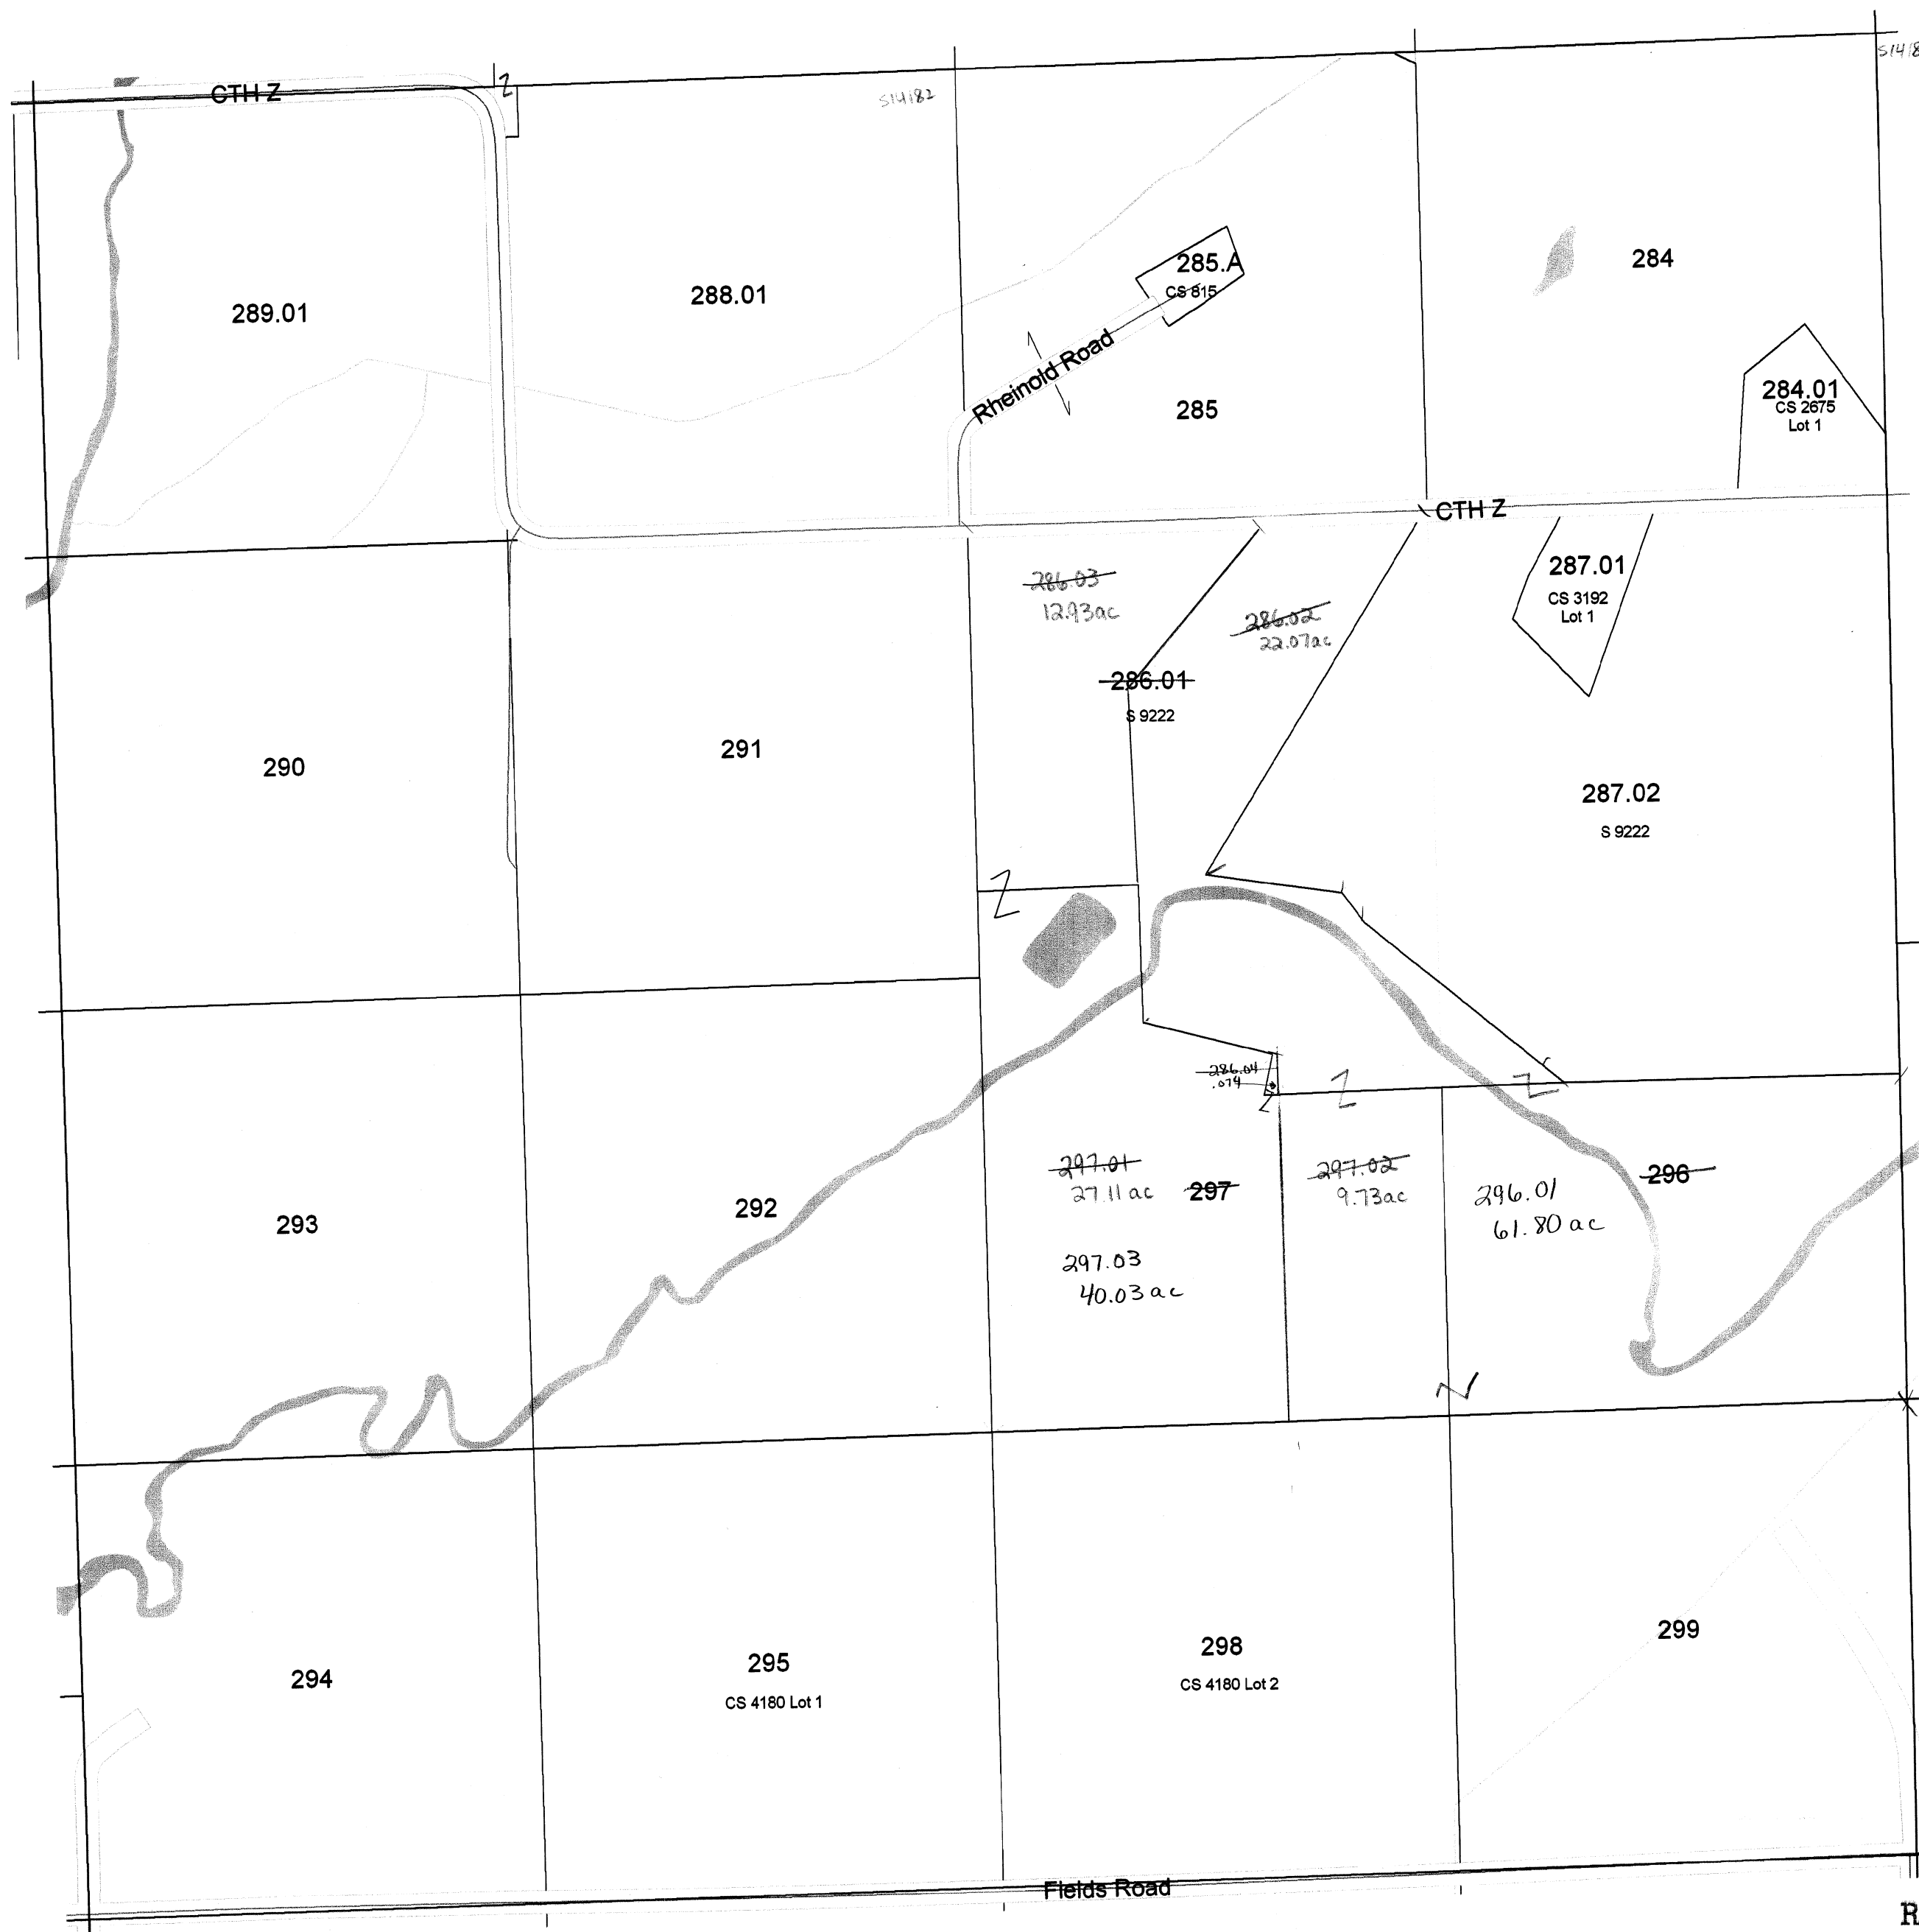 S1418
CTH Z
Z
S14182
285.A
CS 815
284
289.01
288.01
Rheinold Road
285
284.01
CS 2675
Lot 1
CTH Z
286.03
12.93ac
286.02
22.07ac
287.01
CS 3192
Lot 1
286.01
S 9222
290
291
287.02
S 9222
Z
286.04
.074
Z
Z
Z
297.01
27.11 ac
297
297.02
9.73ac
296
296.01
61.80 ac
293
292
297.03
40.03 ac
Z
294
295
CS 4180 Lot 1
298
CS 4180 Lot 2
299
Fields Road
R